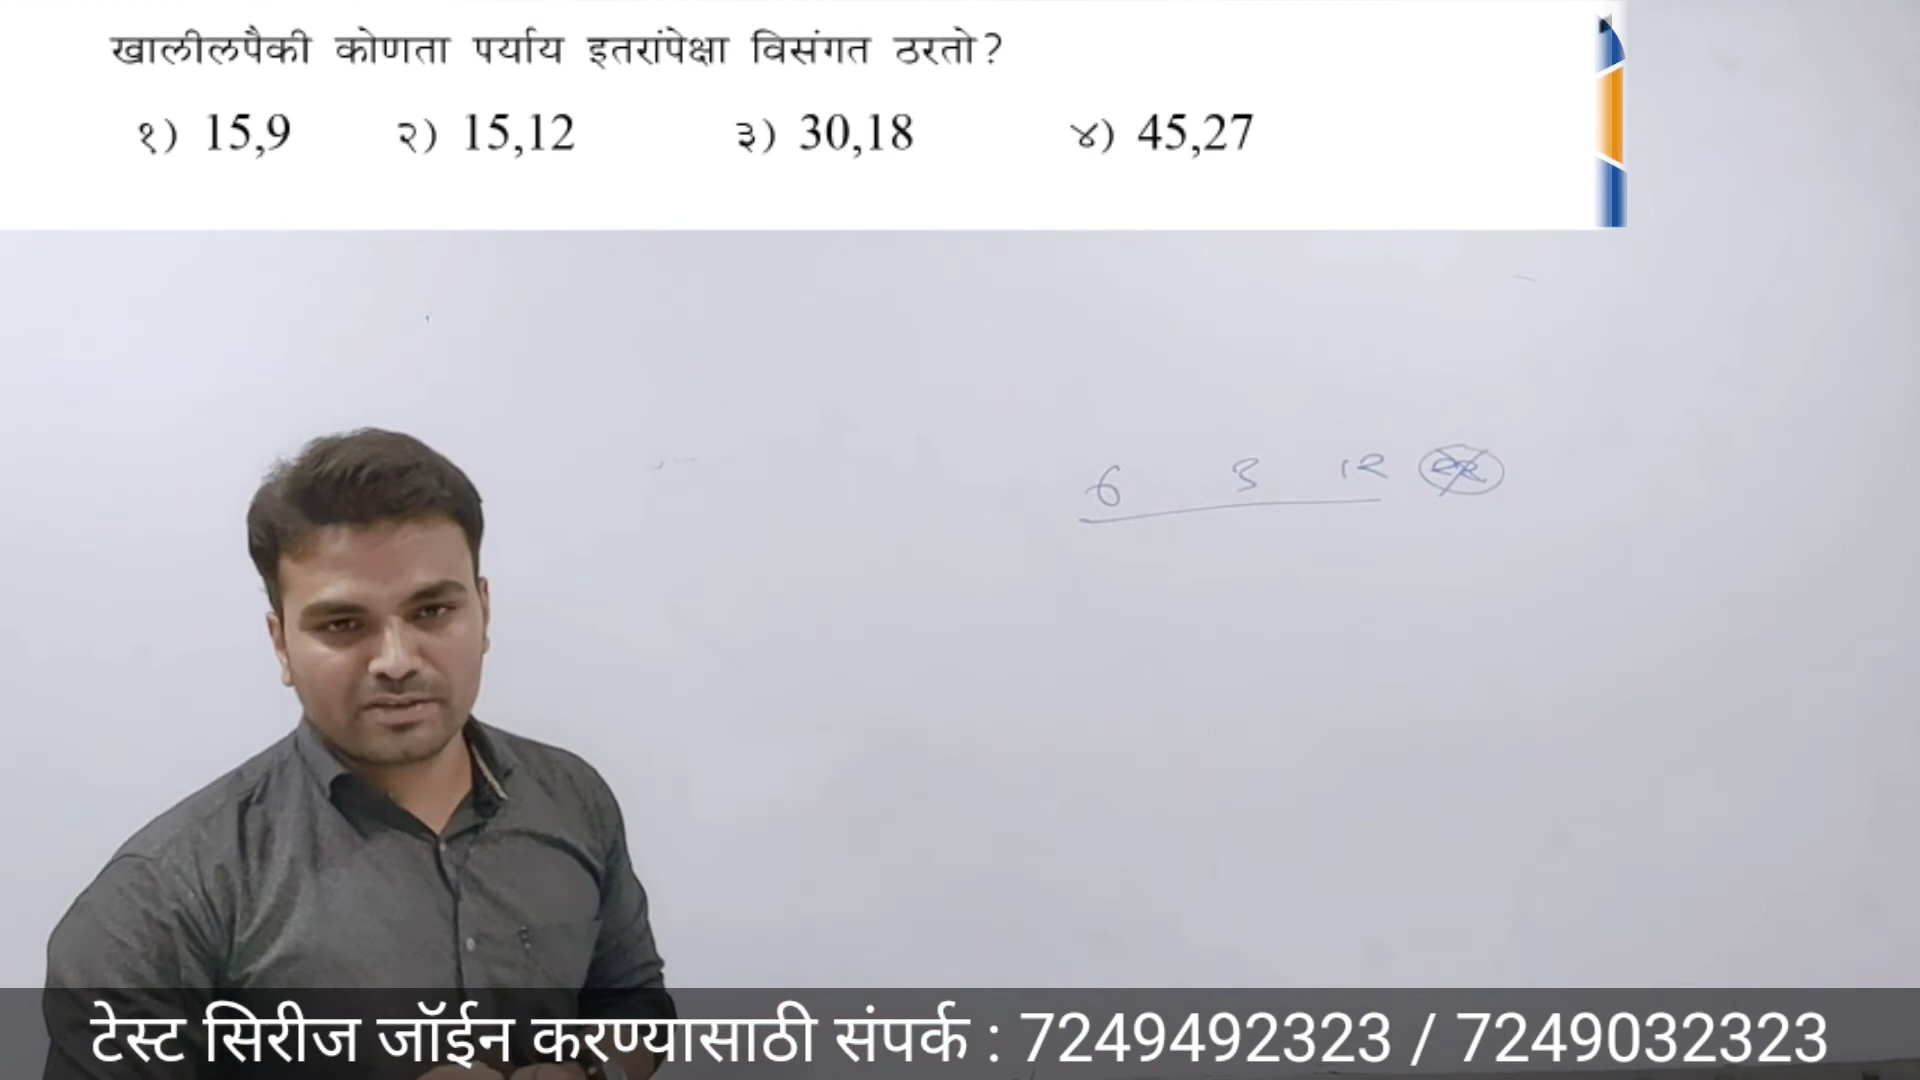 खालीलपैकी कोणता पर्याय इतरांपेक्षा विसंगत ठरतो?
१) 15,9 २) 15,12 ३) 30,18 ४) 45,27
6 3 12
टेस्ट सिरीज जॉईन करण्यासाठी संपर्क : 7249492323 / 7249032323